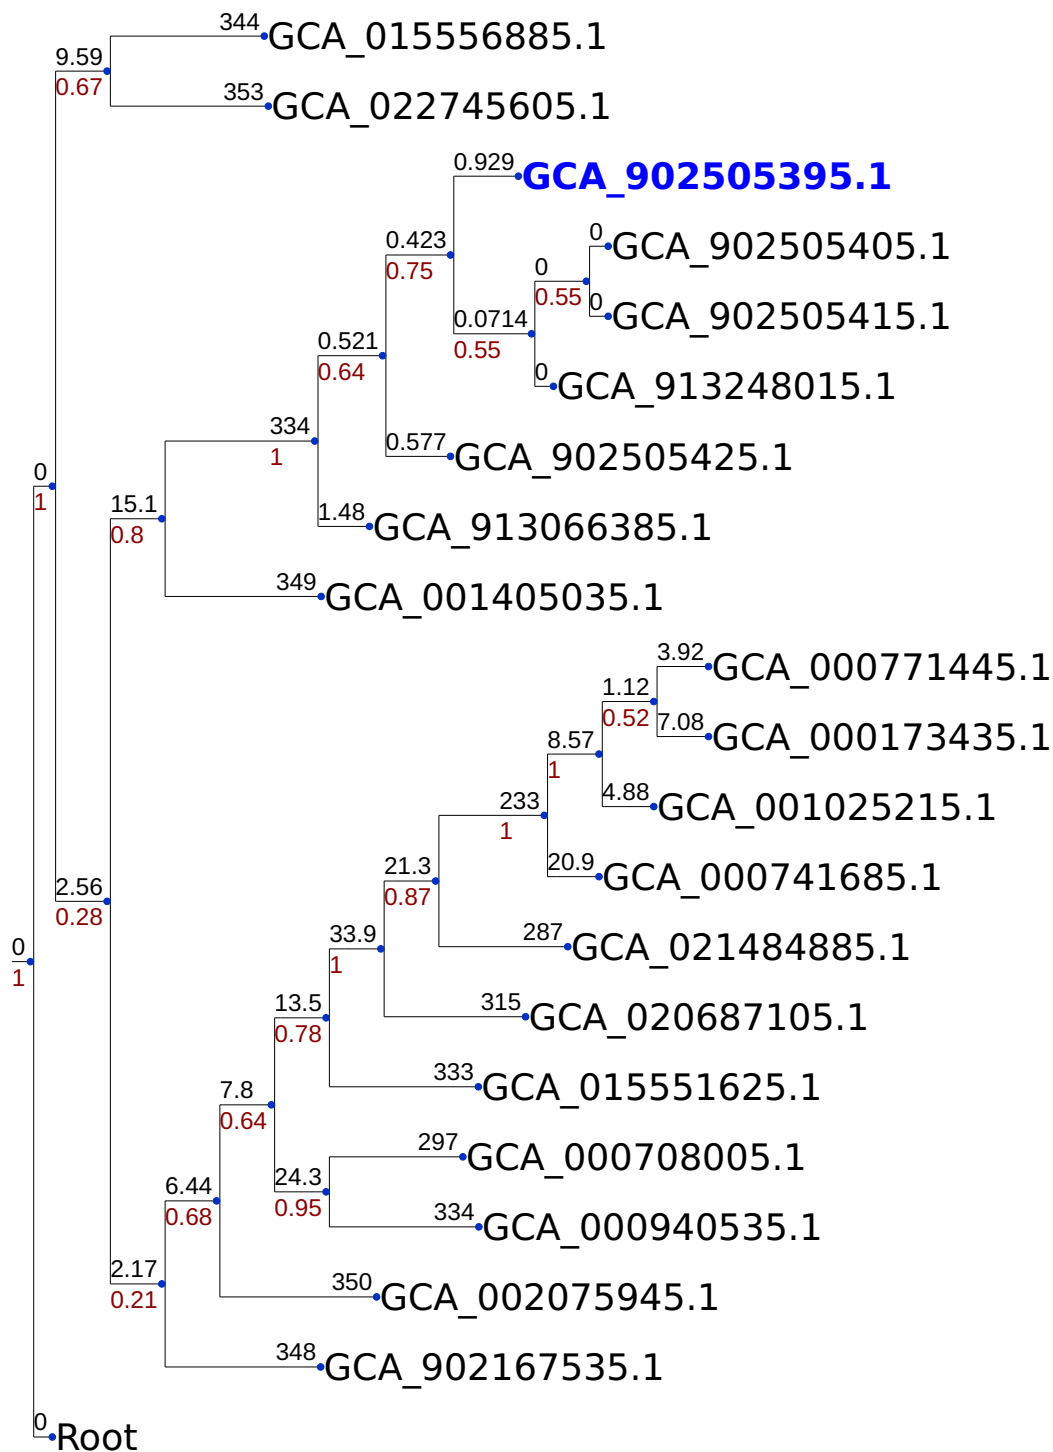 344
GCA_015556885.1
9.59
0.67
353
GCA_022745605.1
0.929
GCA_902505395.1
0
GCA_902505405.1
0.423
0.75
0
0.55
0
GCA_902505415.1
0.0714
0.55
0.521
0.64
0
GCA_913248015.1
334
1
0.577
GCA_902505425.1
0
1
15.1
0.8
1.48
GCA_913066385.1
349
GCA_001405035.1
3.92
GCA_000771445.1
1.12
0.52
7.08
GCA_000173435.1
8.57
1
4.88
GCA_001025215.1
233
1
20.9
GCA_000741685.1
21.3
0.87
2.56
0.28
287
GCA_021484885.1
33.9
1
0
1
13.5
0.78
315
GCA_020687105.1
333
GCA_015551625.1
7.8
0.64
297
GCA_000708005.1
24.3
0.95
6.44
0.68
334
GCA_000940535.1
2.17
0.21
350
GCA_002075945.1
348
GCA_902167535.1
0
Root